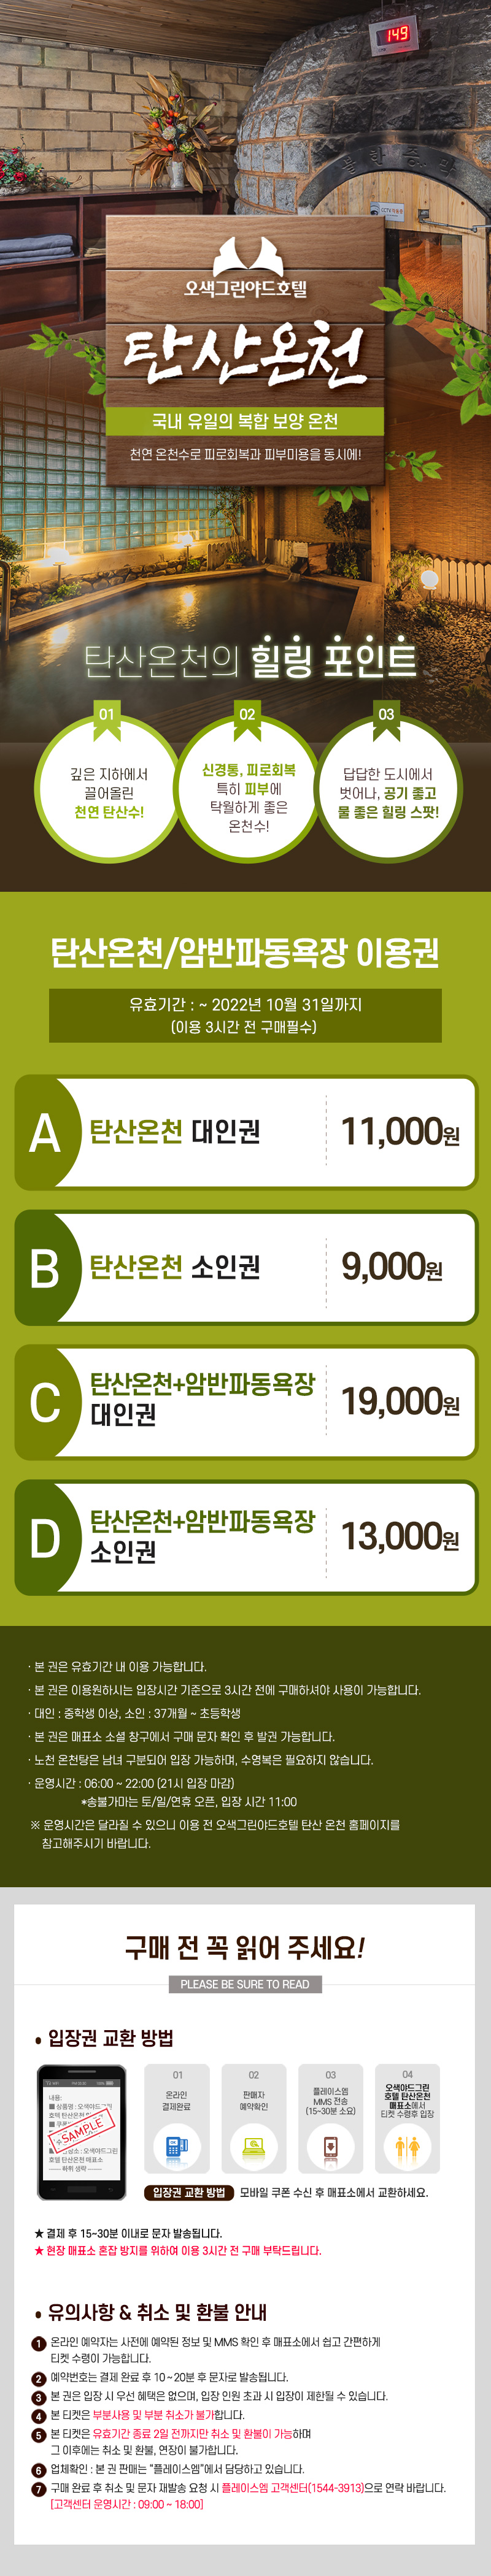 149
불한증
CCTV작동중
오색그린야드호텔
탄산온천
국내 유일의 복합 보양 온천
천연 온천수로 피로회복과 피부미용을 동시에!
탄산온천의 힐링 포인트
01
깊은 지하에서
끌어올린
천연 탄산수!
02
신경통, 피로회복
특히 피부에
탁월하게 좋은
온천수!
03
답답한 도시에서
벗어나, 공기 좋고
물 좋은 힐링 스팟!
탄산온천/암반파동욕장 이용권
유효기간 : ~ 2022년 10월 31일까지
(이용 3시간 전 구매필수)
A 탄산온천 대인권 11,000원
B 탄산온천 소인권 9,000원
C 탄산온천+암반파동욕장
대인권 19,000원
D 탄산온천+암반파동욕장
소인권 13,000원
· 본 권은 유효기간 내 이용 가능합니다.
· 본 권은 이용원하시는 입장시간 기준으로 3시간 전에 구매하셔야 사용이 가능합니다.
· 대인 : 중학생 이상, 소인 : 37개월 ~ 초등학생
· 본 권은 매표소 소셜 창구에서 구매 문자 확인 후 발권 가능합니다.
· 노천 온천탕은 남녀 구분되어 입장 가능하며, 수영복은 필요하지 않습니다.
· 운영시간 : 06:00 ~ 22:00 (21시 입장 마감)
*송불가마는 토/일/연휴 오픈, 입장 시간 11:00
※ 운영시간은 달라질 수 있으니 이용 전 오색그린야드호텔 탄산 온천 홈페이지를
참고해주시기 바랍니다.
구매 전 꼭 읽어 주세요!
PLEASE BE SURE TO READ
• 입장권 교환 방법
내용:
■ 상품명 : 오색야드그린
호텔 탄산온천
SAMPLE
소 : 오색야드그린
호텔 탄산온천 매표소
------ 하위 생략 ------
01
온라인
결제완료
02
판매자
예약확인
03
플레이스엠
MMS 전송
(15~30분 소요)
04
오색야드그린
호텔 탄산온천
매표소에서
티켓 수령후 입장
입장권 교환 방법 모바일 쿠폰 수신 후 매표소에서 교환하세요.
★ 결제 후 15~30분 이내로 문자 발송됩니다.
★ 현장 매표소 혼잡 방지를 위하여 이용 3시간 전 구매 부탁드립니다.
• 유의사항 & 취소 및 환불 안내
1 온라인 예약자는 사전에 예약된 정보 및 MMS 확인 후 매표소에서 쉽고 간편하게
티켓 수령이 가능합니다.
2 예약번호는 결제 완료 후 10~20분 후 문자로 발송됩니다.
3 본 권은 입장 시 우선 혜택은 없으며, 입장 인원 초과 시 입장이 제한될 수 있습니다.
4 본 티켓은 부분사용 및 부분 취소가 불가합니다.
5 본 티켓은 유효기간 종료 2일 전까지만 취소 및 환불이 가능하며
그 이후에는 취소 및 환불, 연장이 불가합니다.
6 업체확인 : 본 권 판매는 "플레이스엠"에서 담당하고 있습니다.
7 구매 완료 후 취소 및 문자 재발송 요청 시 플레이스엠 고객센터(1544-3913)으로 연락 바랍니다.
[고객센터 운영시간 : 09:00 ~ 18:00]